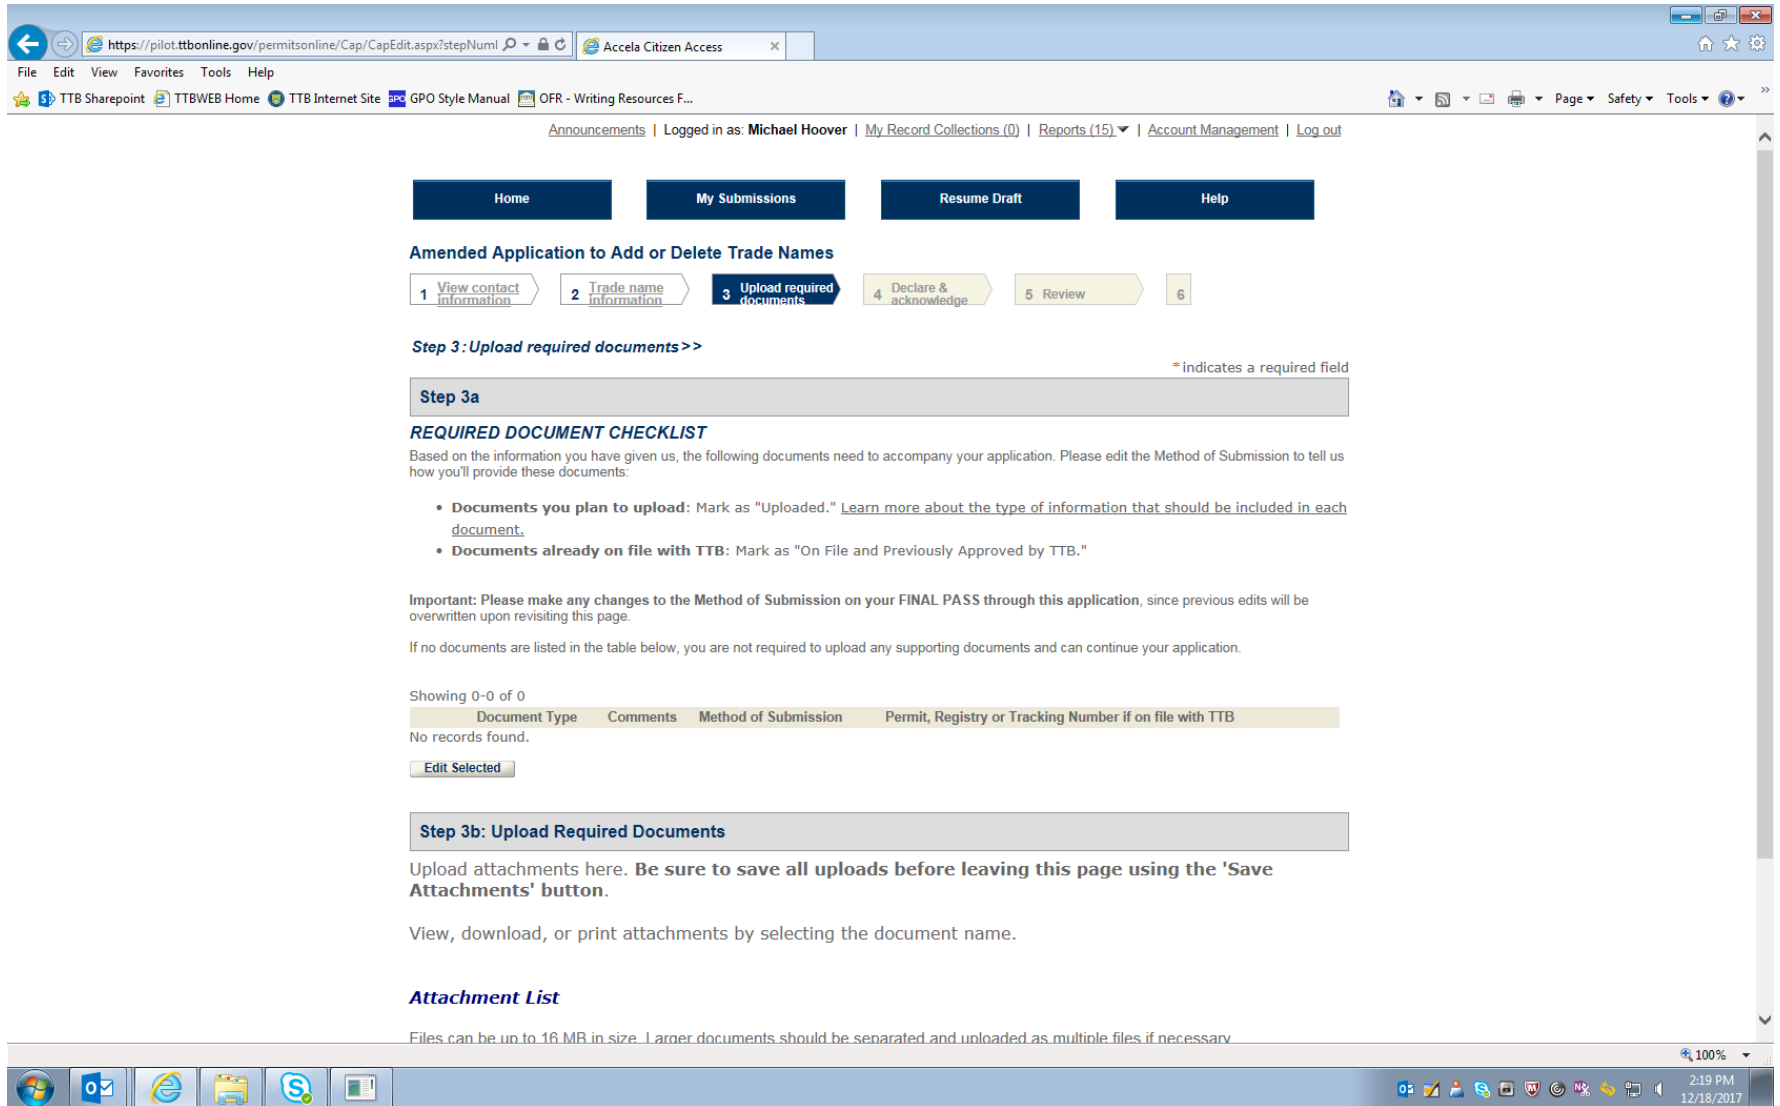 https://pilot.ttbonline.gov/permitsonline/Cap/CapEdit.aspx?stepNuml
Accela Citizen Access
File Edit View Favorites Tools Help
TTB Sharepoint TTBWEB Home TTB Internet Site GPO GPO Style Manual OFR - Writing Resources F...
Page Safety Tools
Announcements | Logged in as: Michael Hoover | My Record Collections (0) | Reports (15) | Account Management | Log out
Home My Submissions Resume Draft Help
Amended Application to Add or Delete Trade Names
1 View contact information
2 Trade name information
3 Upload required documents
4 Declare & acknowledge
5 Review
6
Step 3:Upload required documents>>
*indicates a required field
Step 3a
REQUIRED DOCUMENT CHECKLIST
Based on the information you have given us, the following documents need to accompany your application. Please edit the Method of Submission to tell us
how you'll provide these documents:
• Documents you plan to upload: Mark as "Uploaded." Learn more about the type of information that should be included in each
document.
• Documents already on file with TTB: Mark as "On File and Previously Approved by TTB."
Important: Please make any changes to the Method of Submission on your FINAL PASS through this application, since previous edits will be
overwritten upon revisiting this page.
If no documents are listed in the table below, you are not required to upload any supporting documents and can continue your application.
Showing 0-0 of 0
Document Type Comments Method of Submission Permit, Registry or Tracking Number if on file with TTB
No records found.
Edit Selected
Step 3b: Upload Required Documents
Upload attachments here. Be sure to save all uploads before leaving this page using the 'Save
Attachments' button.
View, download, or print attachments by selecting the document name.
Attachment List
Files can be up to 16 MB in size. Larger documents should be separated and uploaded as multiple files if necessary
100%
2:19 PM
12/18/2017